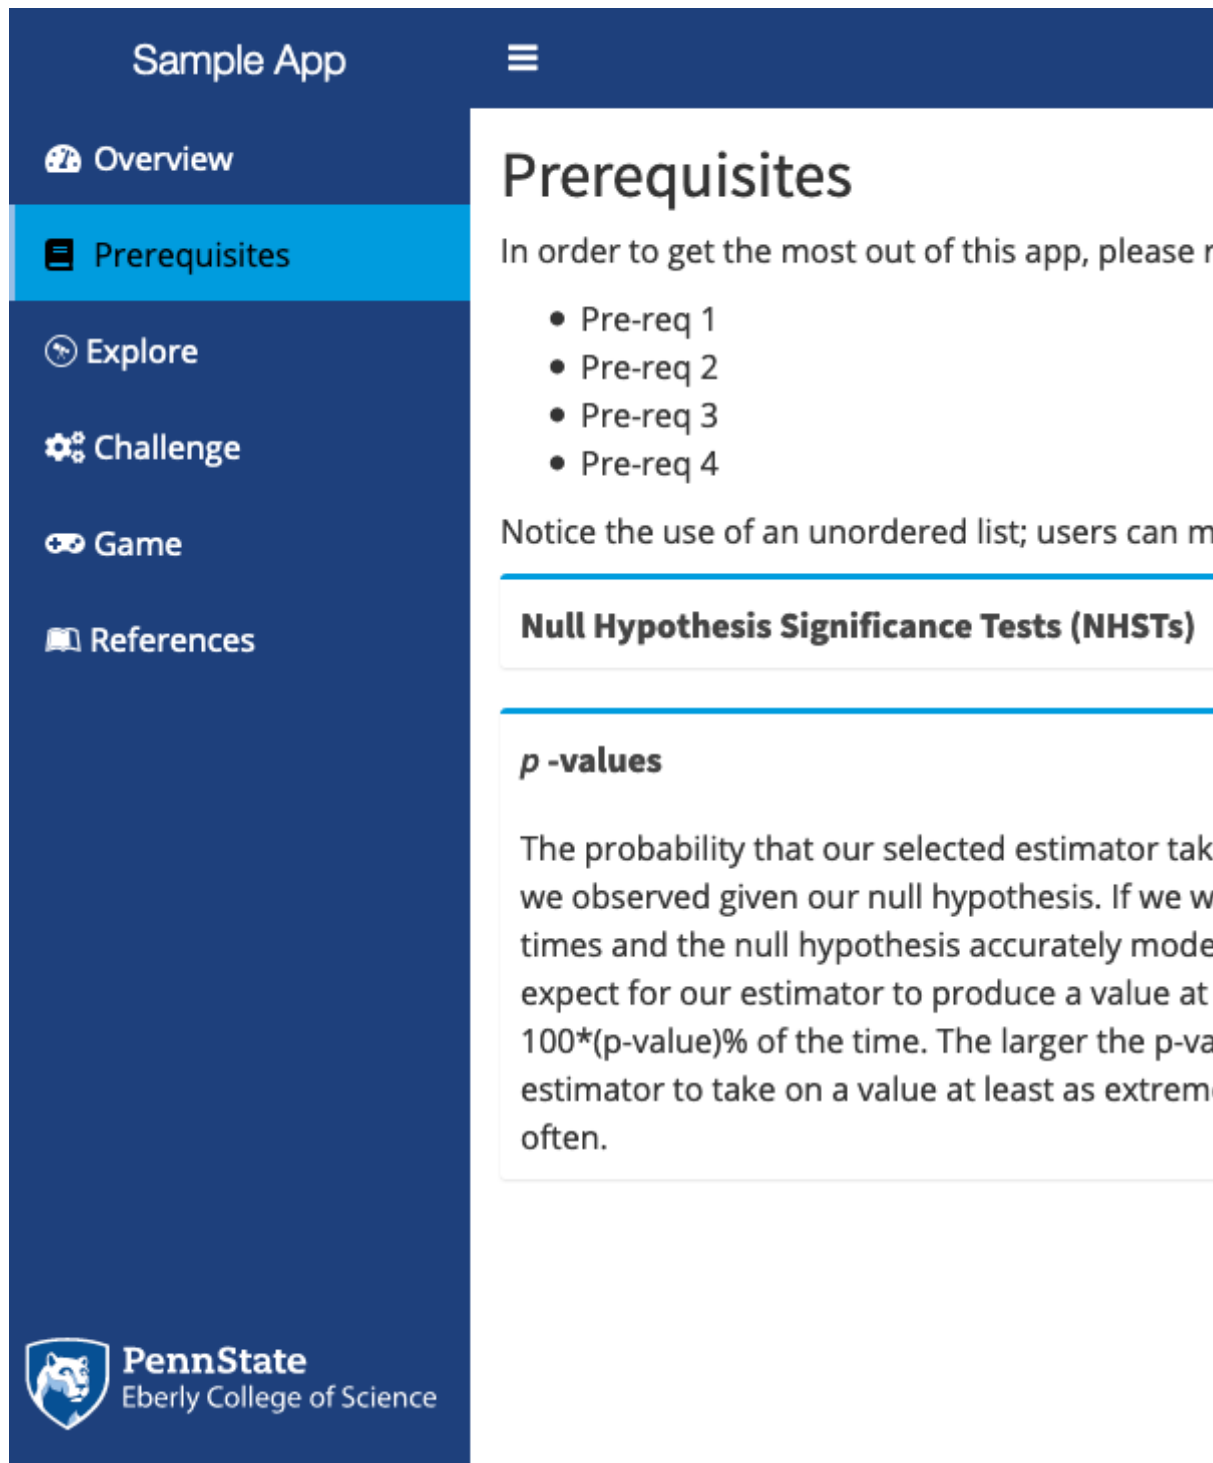 Sample App
Overview
Prerequisites
Explore
Challenge
Game
References
PennState
Eberly College of Science
Prerequisites
In order to get the most out of this app, please
• Pre-req 1
• Pre-req 2
• Pre-req 3
• Pre-req 4
Notice the use of an unordered list; users can
Null Hypothesis Significance Tests (NHSTs)
p -values
The probability that our selected estimator
we observed given our null hypothesis. If we
times and the null hypothesis accurately
expect for our estimator to produce a value at
100*(p-value)% of the time. The larger the
estimator to take on a value at least as
often.